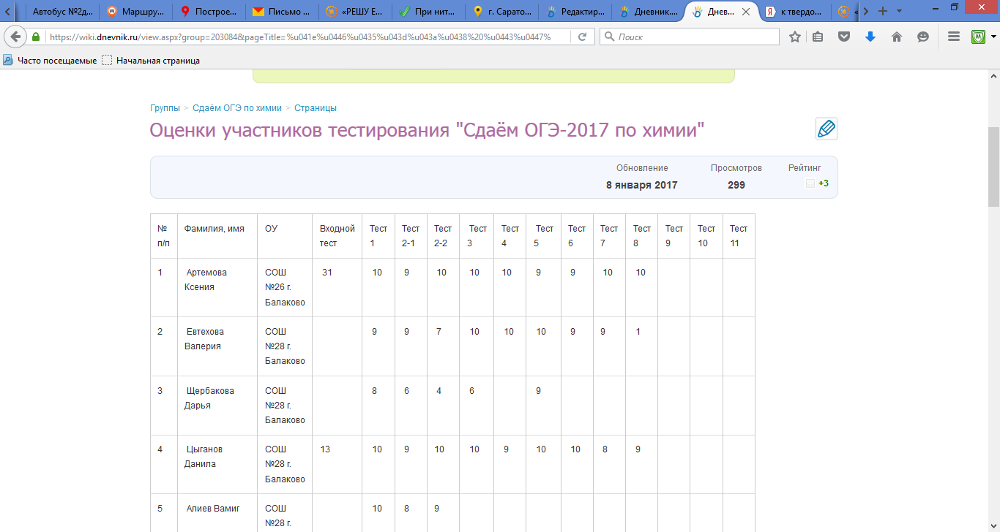 Автобус №2д...
Маршру...
Построе...
Письмо ...
«РЕШУ Е...
При нит...
г. Сарато...
Редактир...
Дневник....
Днев...
к твердо...
https://wiki.dnevnik.ru/view.aspx?group=203084&pageTitle=%u041e%u0446%u0435%u043d%u043a%u0438%20%u0443%u0447%
Поиск
Часто посещаемые
Начальная страница
Группы > Сдаём ОГЭ по химии > Страницы
Оценки участников тестирования "Сдаём ОГЭ-2017 по химии"
Обновление Просмотров Рейтинг
8 января 2017 299 +3
№ Фамилия, имя ОУ Входной Тест Тест Тест Тест Тест Тест Тест Тест Тест Тест Тест Тест
п/п тест 1 2-1 2-2 3 4 5 6 7 8 9 10 11
1 Артемова СОШ 31 10 9 10 10 10 9 9 10 10
Ксения №26 г.
Балаково
2 Евтехова СОШ 9 9 7 10 10 10 9 9 1
Валерия №28 г.
Балаково
3 Щербакова СОШ 8 6 4 6 9
Дарья №28 г.
Балаково
4 Цыганов СОШ 13 10 9 10 10 9 10 10 8 9
Данила №28 г.
Балаково
5 Алиев Вамиг СОШ 10 8 9
№28 г.